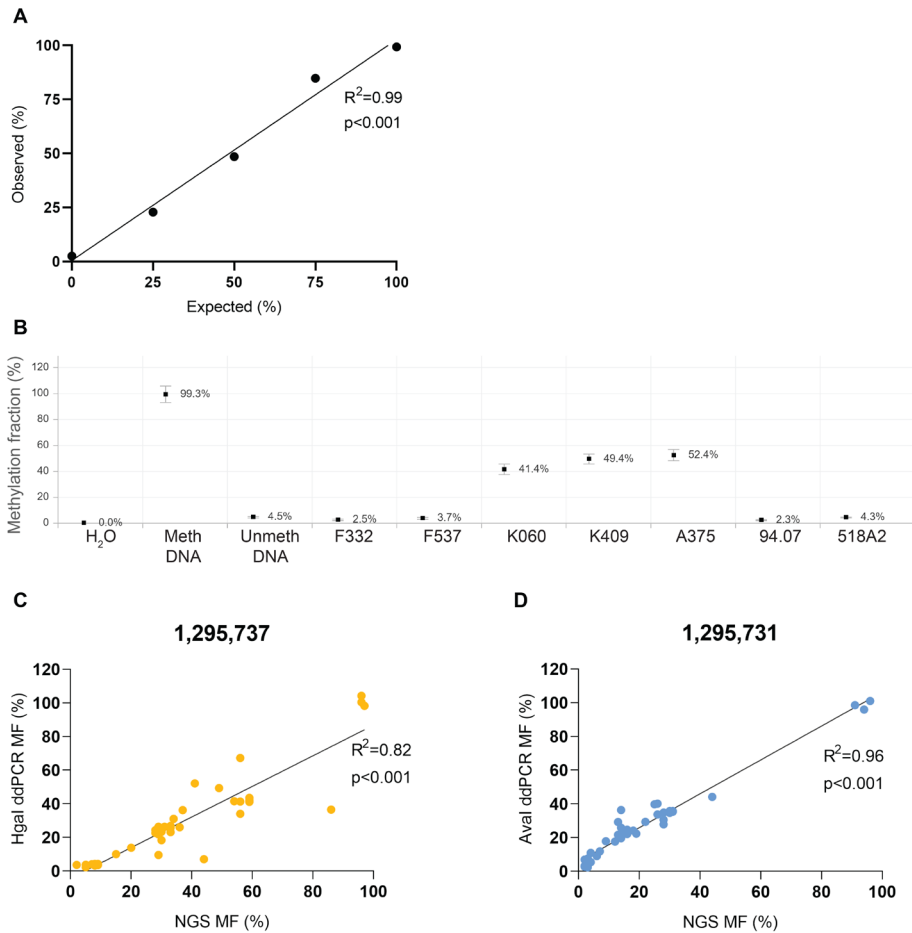 A
100
75
50
25
0
Observed (%)
R²=0.99
p<0.001
0 25 50 75 100
Expected (%)
B
Methylation fraction (%)
120
100
80
60
40
20
0
0.0%
99.3%
4.5%
2.5%
3.7%
41.4%
49.4%
52.4%
2.3%
4.3%
H₂O
Meth
DNA
Unmeth
DNA
F332
F537
K060
K409
A375
94.07
518A2
C
1,295,737
120
100
80
60
40
20
0
Hgal ddPCR MF (%)
R²=0.82
p<0.001
0 20 40 60 80 100
NGS MF (%)
D
1,295,731
120
100
80
60
40
20
0
AvaI ddPCR MF (%)
R²=0.96
p<0.001
0 20 40 60 80 100
NGS MF (%)